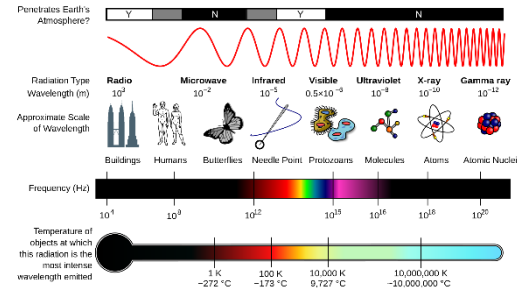 Penetrates Earth's
Atmosphere?
Y N Y N
Radiation Type
Radio Microwave Infrared Visible Ultraviolet X-ray Gamma ray
Wavelength (m)
10³ 10⁻² 10⁻⁵ 0.5×10⁻⁶ 10⁻⁸ 10⁻¹⁰ 10⁻¹²
Approximate Scale
of Wavelength
Buildings Humans Butterflies Needle Point Protozoans Molecules Atoms Atomic Nuclei
Frequency (Hz)
10⁴ 10⁸ 10¹² 10¹⁵ 10¹⁶ 10¹⁸ 10²⁰
Temperature of
objects at which
this radiation is the
most intense
wavelength emitted
1 K 100 K 10,000 K 10,000,000 K
−272 °C −173 °C 9,727 °C ~10,000,000 °C